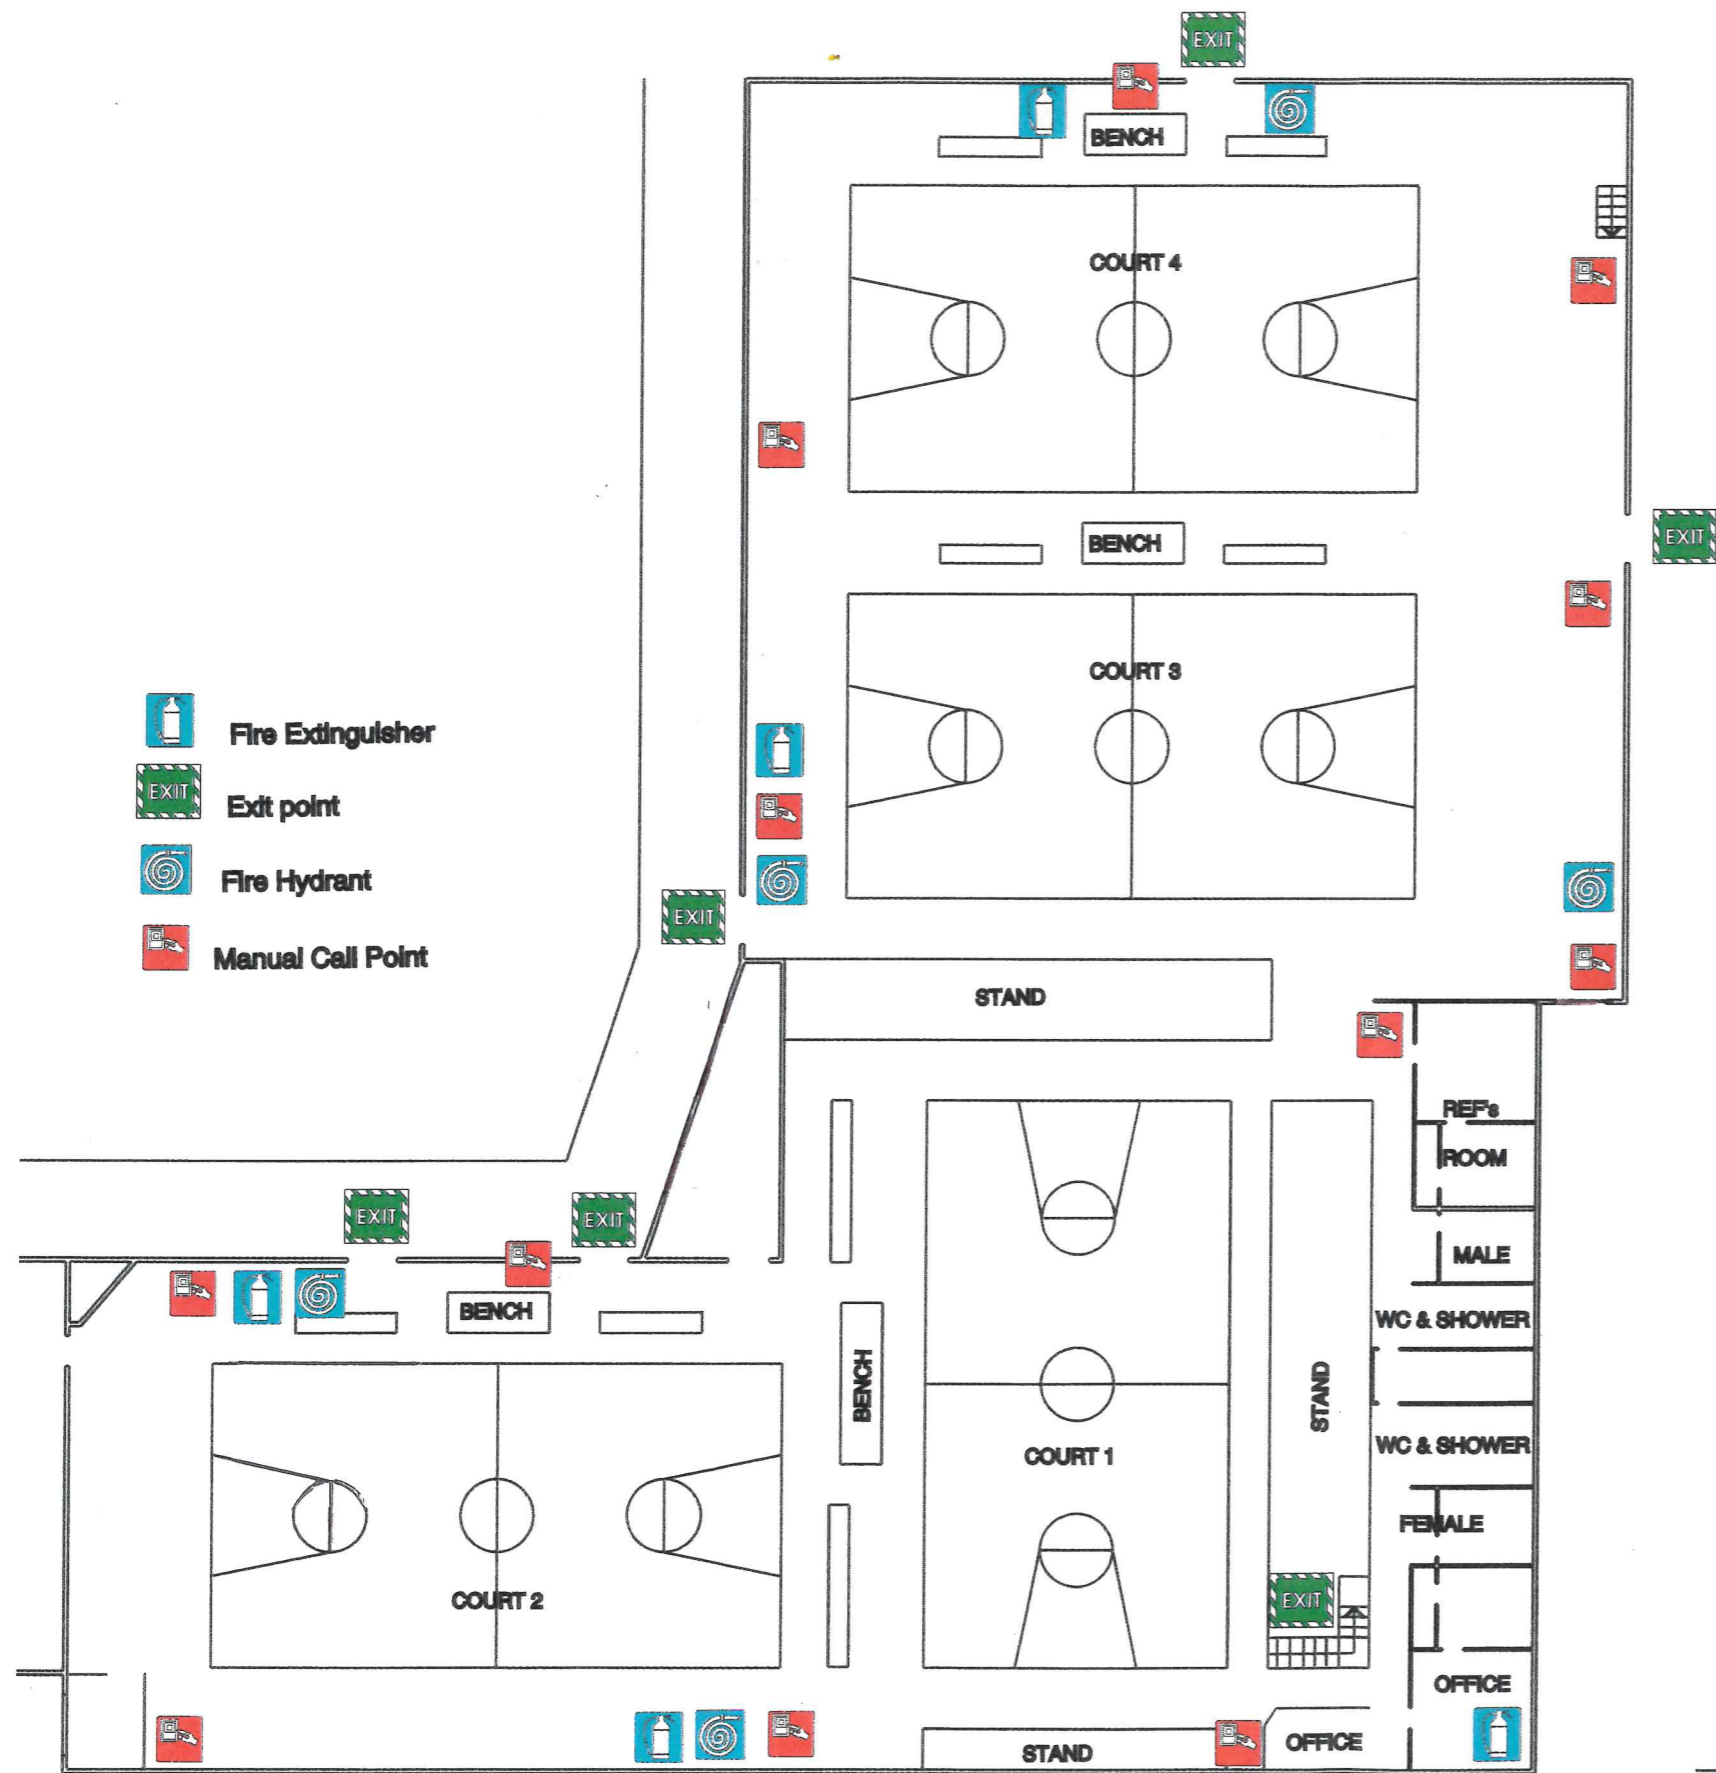 EXIT
BENCH
COURT 4
BENCH
EXIT
COURT 3
Fire Extinguisher
EXIT
Exit point
Fire Hydrant
Manual Call Point
EXIT
STAND
REF's
ROOM
MALE
WC & SHOWER
EXIT
EXIT
BENCH
BENCH
STAND
COURT 1
WC & SHOWER
FEMALE
COURT 2
EXIT
OFFICE
STAND
OFFICE